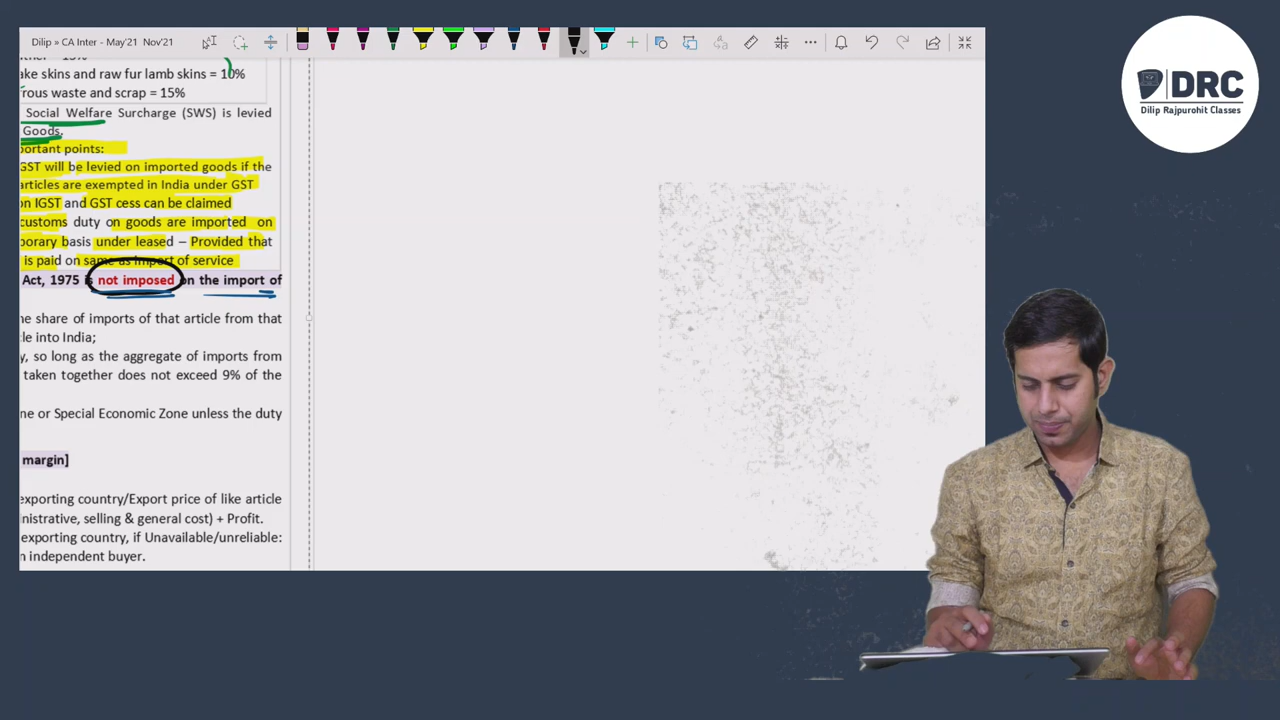 Dilip » CA Inter - May'21 Nov'21
DRC
Dilip Rajpurohit Classes
ake skins and raw fur lamb skins = 10%
rous waste and scrap = 15%
Social Welfare Surcharge (SWS) is levied
Goods.
portant points:
GST will be levied on imported goods if the
articles are exempted in India under GST
on IGST and GST cess can be claimed
customs duty on goods are imported on
porary basis under leased – Provided that
is paid on same as import of service
Act, 1975 is not imposed on the import of
ne share of imports of that article from that
cle into India;
y, so long as the aggregate of imports from
taken together does not exceed 9% of the
ne or Special Economic Zone unless the duty
margin]
exporting country/Export price of like article
nistrative, selling & general cost) + Profit.
exporting country, if Unavailable/unreliable:
n independent buyer.